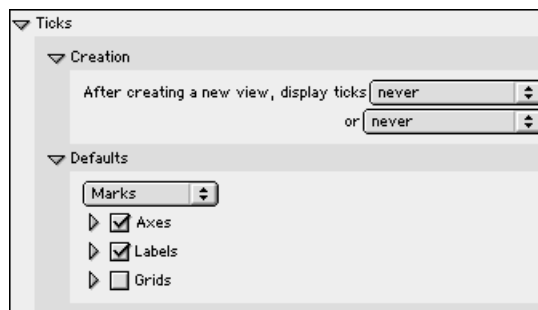 Ticks
Creation
After creating a new view, display ticks never
or never
Defaults
Marks
Axes
Labels
Grids